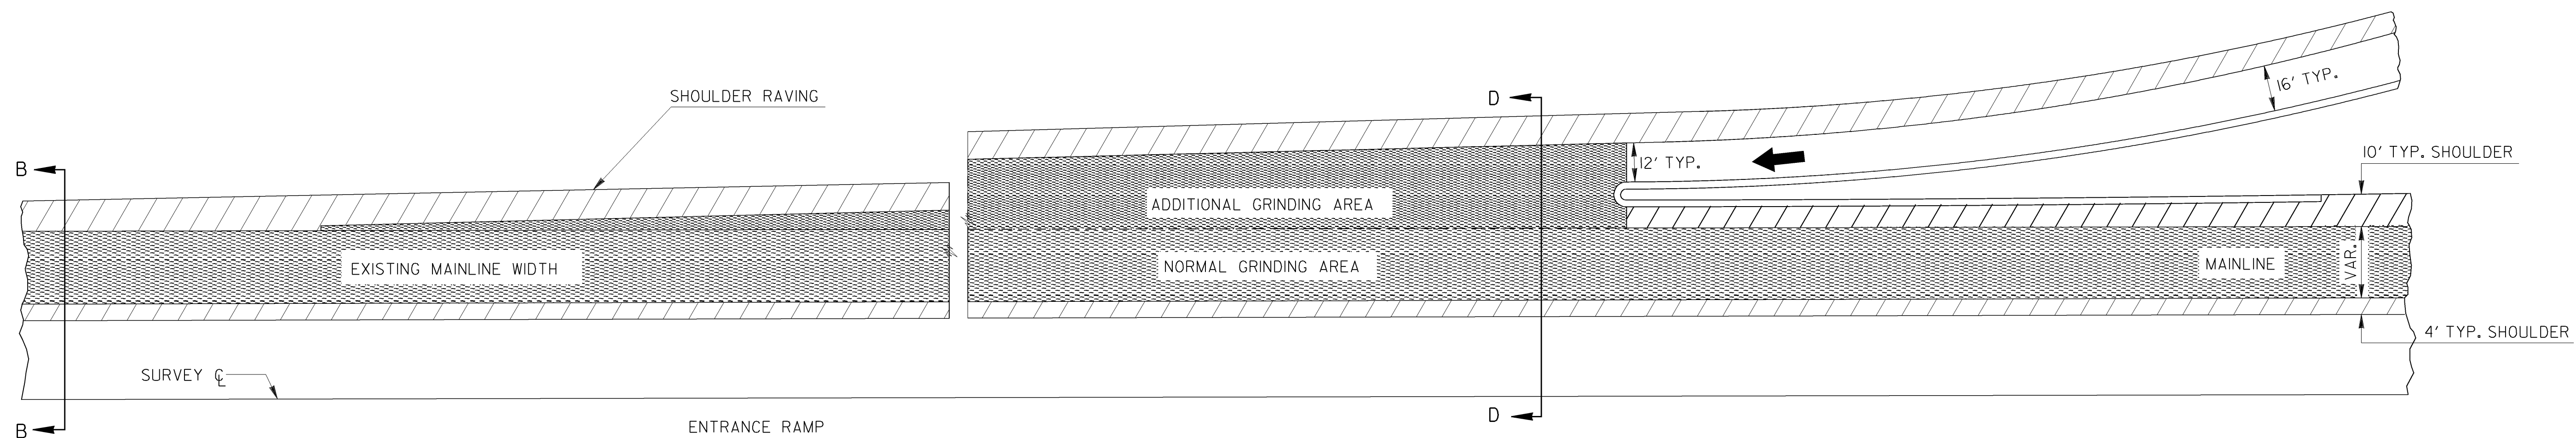 SHOULDER RAVING
D
16' TYP.
B
12' TYP.
10' TYP. SHOULDER
ADDITIONAL GRINDING AREA
EXISTING MAINLINE WIDTH
NORMAL GRINDING AREA
MAINLINE
VAR.
4' TYP. SHOULDER
SURVEY ℄
B
ENTRANCE RAMP
D